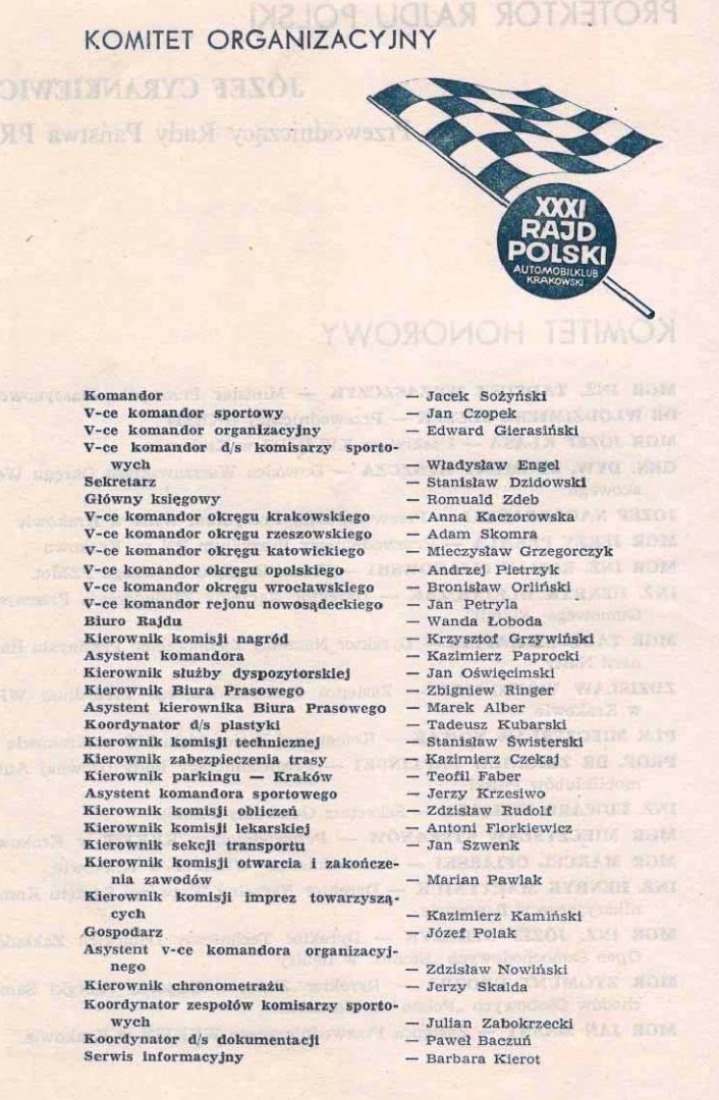 KOMITET ORGANIZACYJNY
XXXI
RAJD
POLSKI
AUTOMOBILKLUB
KRAKOWSKI
Komandor — Jacek Sożyński
V-ce komandor sportowy — Jan Czopek
V-ce komandor organizacyjny — Edward Gierasiński
V-ce komandor d/s komisarzy sporto-
wych — Władysław Engel
Sekretarz — Stanisław Dzidowski
Główny księgowy — Romuald Zdeb
V-ce komandor okręgu krakowskiego — Anna Kaczorowska
V-ce komandor okręgu rzeszowskiego — Adam Skomra
V-ce komandor okręgu katowickiego — Mieczysław Grzegorczyk
V-ce komandor okręgu opolskiego — Andrzej Pietrzyk
V-ce komandor okręgu wrocławskiego — Bronisław Orliński
V-ce komandor rejonu nowosądeckiego — Jan Petryla
Biuro Rajdu — Wanda Łoboda
Kierownik komisji nagród — Krzysztof Grzywiński
Asystent komandora — Kazimierz Paprocki
Kierownik służby dyspozytorskiej — Jan Oświęcimski
Kierownik Biura Prasowego — Zbigniew Ringer
Asystent kierownika Biura Prasowego — Marek Alber
Koordynator d/s plastyki — Tadeusz Kubarski
Kierownik komisji technicznej — Stanisław Świsterski
Kierownik zabezpieczenia trasy — Kazimierz Czekaj
Kierownik parkingu — Kraków — Teofil Faber
Asystent komandora sportowego — Jerzy Krzesiwo
Kierownik komisji obliczeń — Zdzisław Rudolf
Kierownik komisji lekarskiej — Antoni Florkiewicz
Kierownik sekcji transportu — Jan Szwenk
Kierownik komisji otwarcia i zakończe-
nia zawodów — Marian Pawlak
Kierownik komisji imprez towarzyszą-
cych — Kazimierz Kamiński
Gospodarz — Józef Polak
Asystent v-ce komandora organizacyj-
nego — Zdzisław Nowiński
Kierownik chronometrażu — Jerzy Skalda
Koordynator zespołów komisarzy sporto-
wych — Julian Zabokrzecki
Koordynator d/s dokumentacji — Paweł Baczuń
Serwis informacyjny — Barbara Kierot